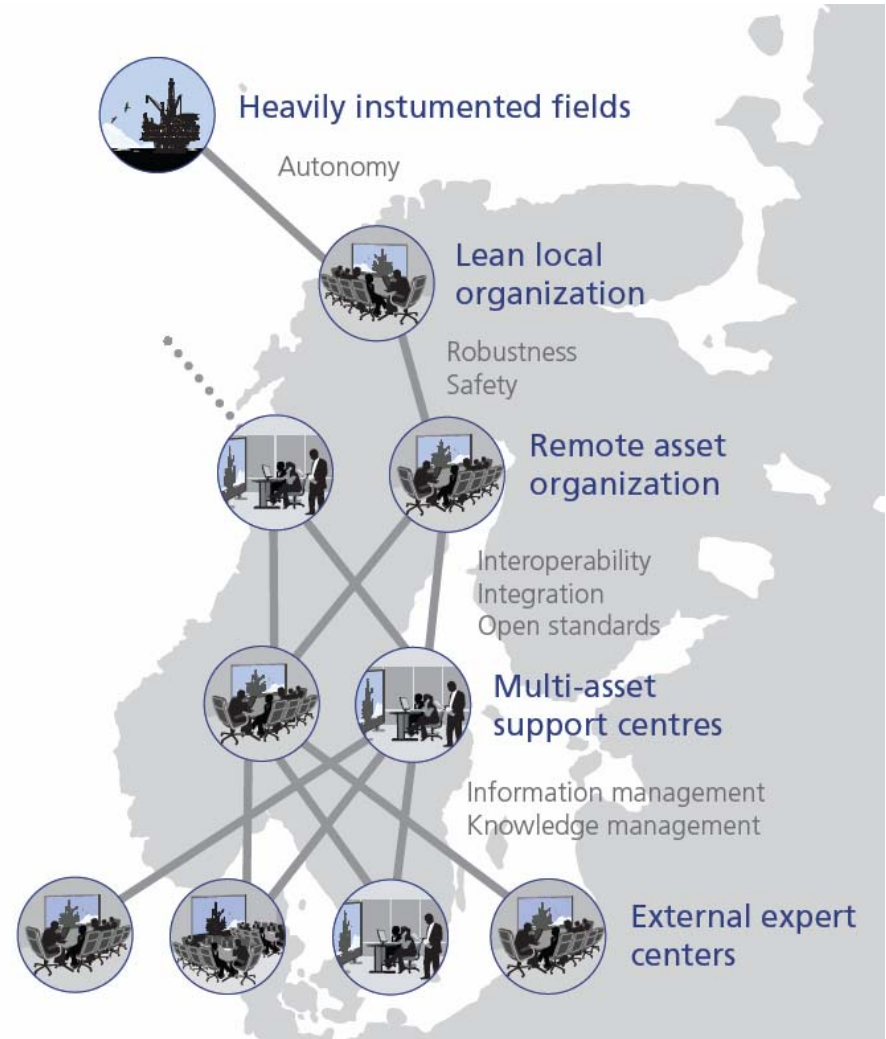 Heavily instumented fields
Autonomy
Lean local
organization
Robustness
Safety
Remote asset
organization
Interoperability
Integration
Open standards
Multi-asset
support centres
Information management
Knowledge management
External expert
centers